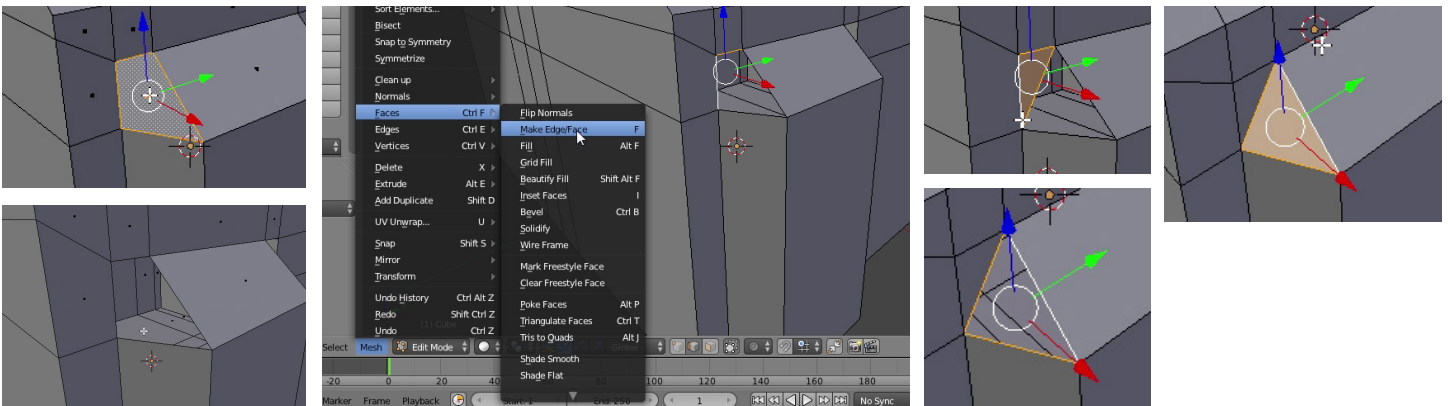 Sort Elements...
Bisect
Snap to Symmetry
Symmetrize
Clean up
Normals
Faces Ctrl F
Edges Ctrl E
Vertices Ctrl V
Delete X
Extrude Alt E
Add Duplicate Shift D
UV Unwrap... U
Snap Shift S
Mirror
Transform
Undo History Ctrl Alt Z
Redo Shift Ctrl Z
Undo Ctrl Z
(1) Cube
Flip Normals
Make Edge/Face F
Fill Alt F
Grid Fill
Beautify Fill Shift Alt F
Inset Faces I
Bevel Ctrl B
Solidify
Wire Frame
Mark Freestyle Face
Clear Freestyle Face
Poke Faces Alt P
Triangulate Faces Ctrl T
Tris to Quads Alt J
Shade Smooth
Shade Flat
Select Mesh Edit Mode Global
-20 0 20 40 60 80 100 120 140 160 180
Marker Frame Playback Start: 1 End: 250 1 No Sync